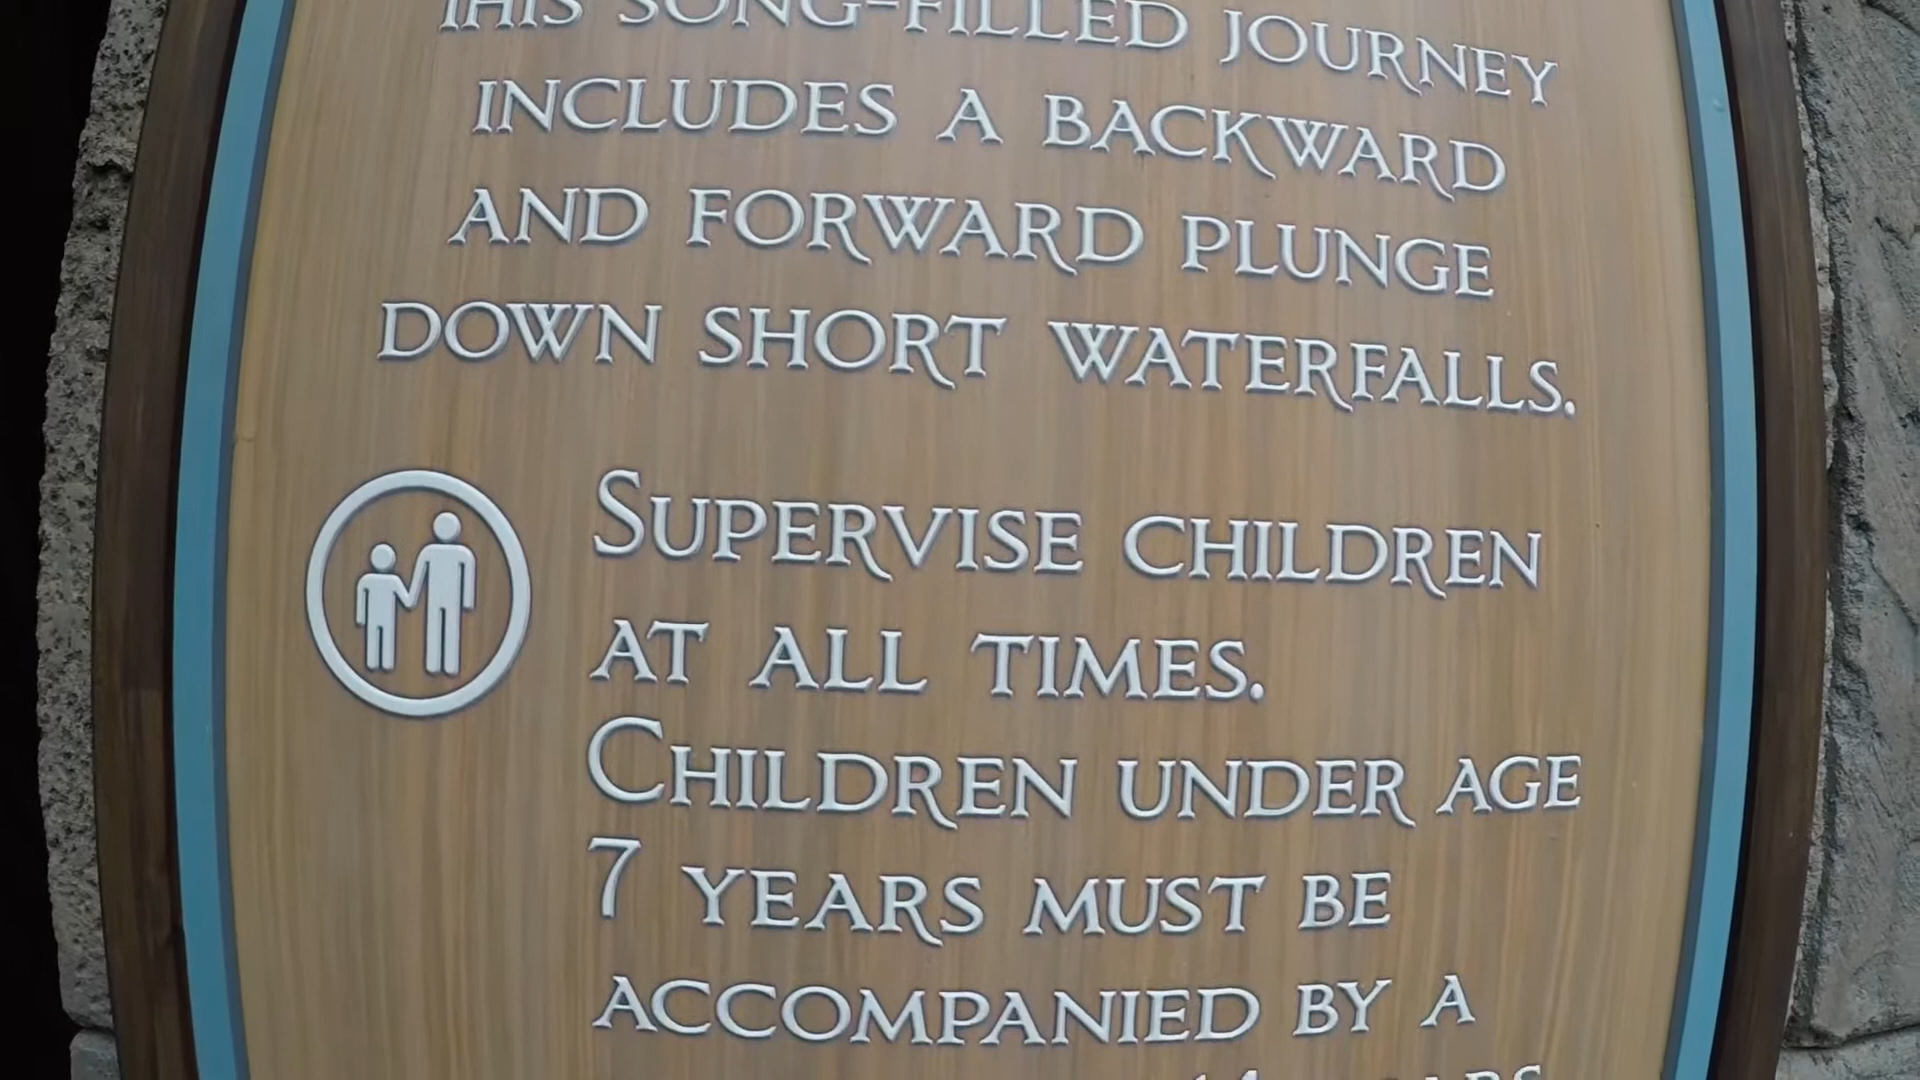 THIS SONG-FILLED JOURNEY
INCLUDES A BACKWARD
AND FORWARD PLUNGE
DOWN SHORT WATERFALLS.
SUPERVISE CHILDREN
AT ALL TIMES.
CHILDREN UNDER AGE
7 YEARS MUST BE
ACCOMPANIED BY A